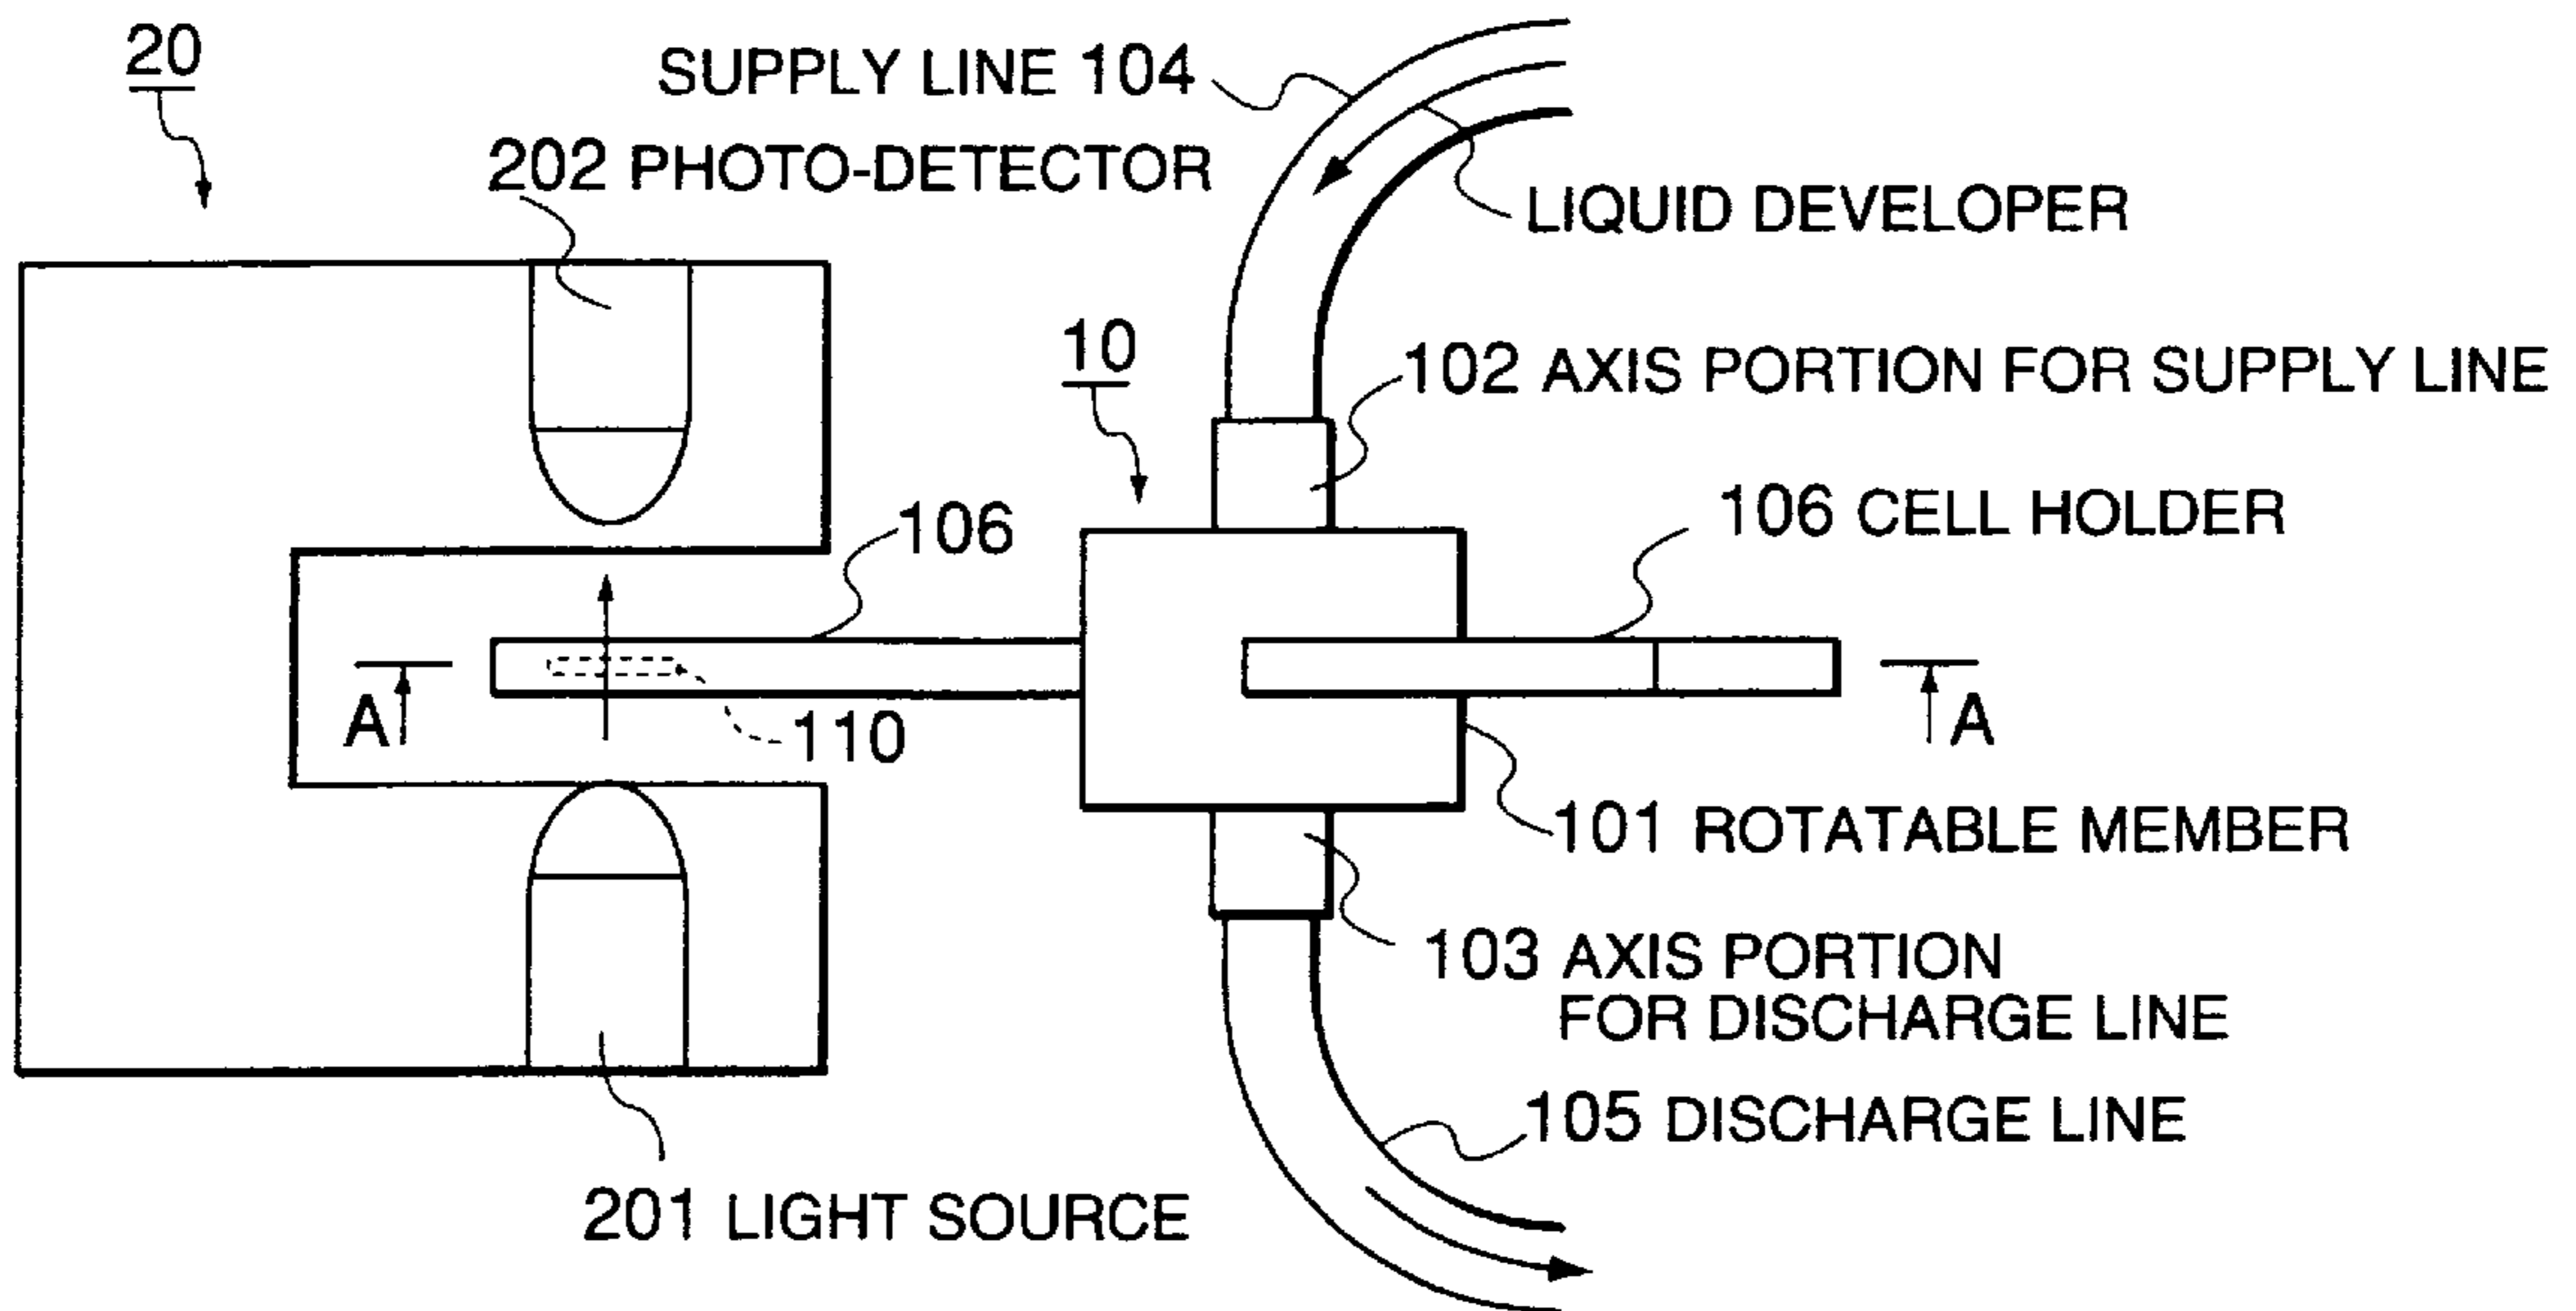 20
SUPPLY LINE 104
202 PHOTO-DETECTOR
LIQUID DEVELOPER
10
102 AXIS PORTION FOR SUPPLY LINE
106
106 CELL HOLDER
A
110
A
101 ROTATABLE MEMBER
103 AXIS PORTION
FOR DISCHARGE LINE
105 DISCHARGE LINE
201 LIGHT SOURCE